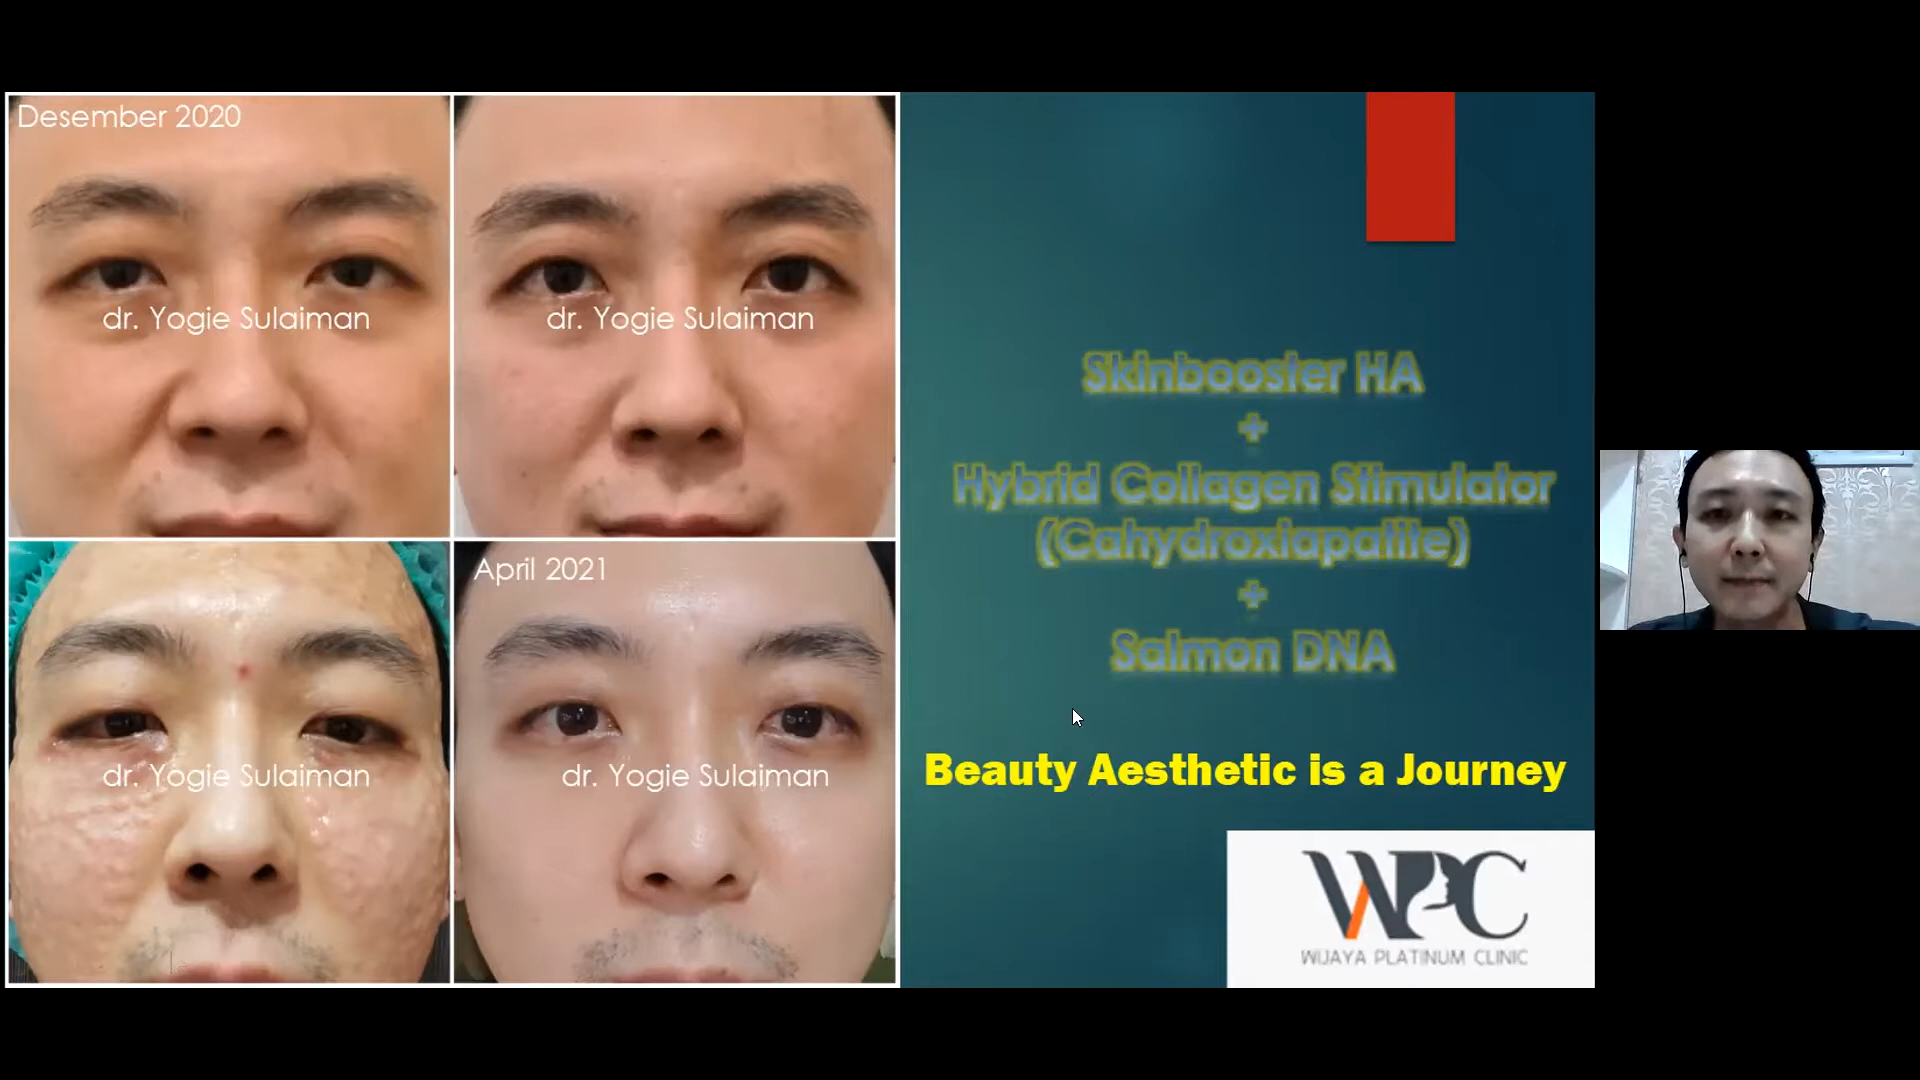 Desember 2020
dr. Yogie Sulaiman
dr. Yogie Sulaiman
dr. Yogie Sulaiman
April 2021
dr. Yogie Sulaiman
Skinbooster HA
+
Hybrid Collagen Stimulator
(Cahydroxiapatite)
+
Salmon DNA
Beauty Aesthetic is a Journey
WPC
WIJAYA PLATINUM CLINIC